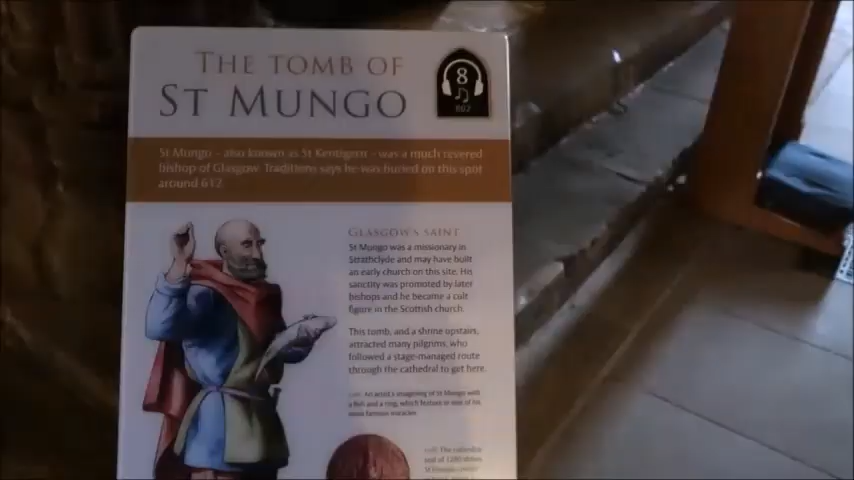 THE TOMB OF
ST MUNGO
8
St Mungo – also known as St Kentigern – was a much revered
bishop of Glasgow. Traditions says he was buried on this spot
around 612
GLASGOW'S SAINT
St Mungo was a missionary in
Strathclyde and may have built
an early church on this site. His
sanctity was promoted by later
bishops and he became a cult
figure in the Scottish church.
This tomb, and a shrine upstairs,
attracted many pilgrims, who
followed a stage-managed route
through the cathedral to get here.
An artist's imagining of St Mungo with
a fish and a ring, which feature in one of his
most famous miracles
The
seal of
St